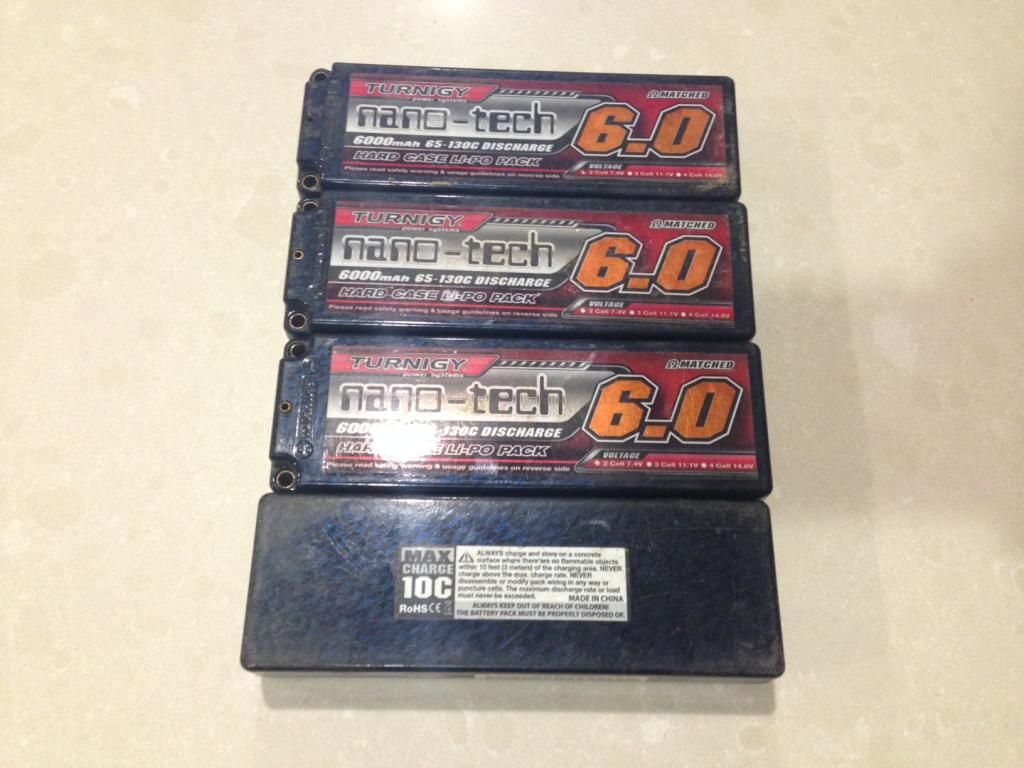 TURNIGY
power systems
Ω MATCHED
nano-tech
6.0
6000mAh 65-130C DISCHARGE
HARD CASE LI-PO PACK
VOLTAGE
Please read safety warning & usage guidelines on reverse side
2 Cell 7.4V 3 Cell 11.1V 4 Cell 14.8V
TURNIGY
power systems
Ω MATCHED
nano-tech
6.0
6000mAh 65-130C DISCHARGE
HARD CASE LI-PO PACK
VOLTAGE
Please read safety warning & usage guidelines on reverse side
2 Cell 7.4V 3 Cell 11.1V 4 Cell 14.8V
TURNIGY
power systems
Ω MATCHED
nano-tech
6.0
-130C DISCHARGE
LI-PO PACK
VOLTAGE
Please read safety warning & usage guidelines on reverse side
2 Cell 7.4V 3 Cell 11.1V 4 Cell 14.8V
MAX
CHARGE
10C
RoHS CE
ALWAYS charge and store on a concrete
surface where there are no flammable objects
within 10 feet (3 meters) of the charging area. NEVER
charge above the max. charge rate. NEVER
disassemble or modify pack wiring in any way or
puncture cells. The maximum discharge rate or load
must never be exceeded. MADE IN CHINA
ALWAYS KEEP OUT OF REACH OF CHILDREN!
THE BATTERY PACK MUST BE PROPERLY DISPOSED OF.